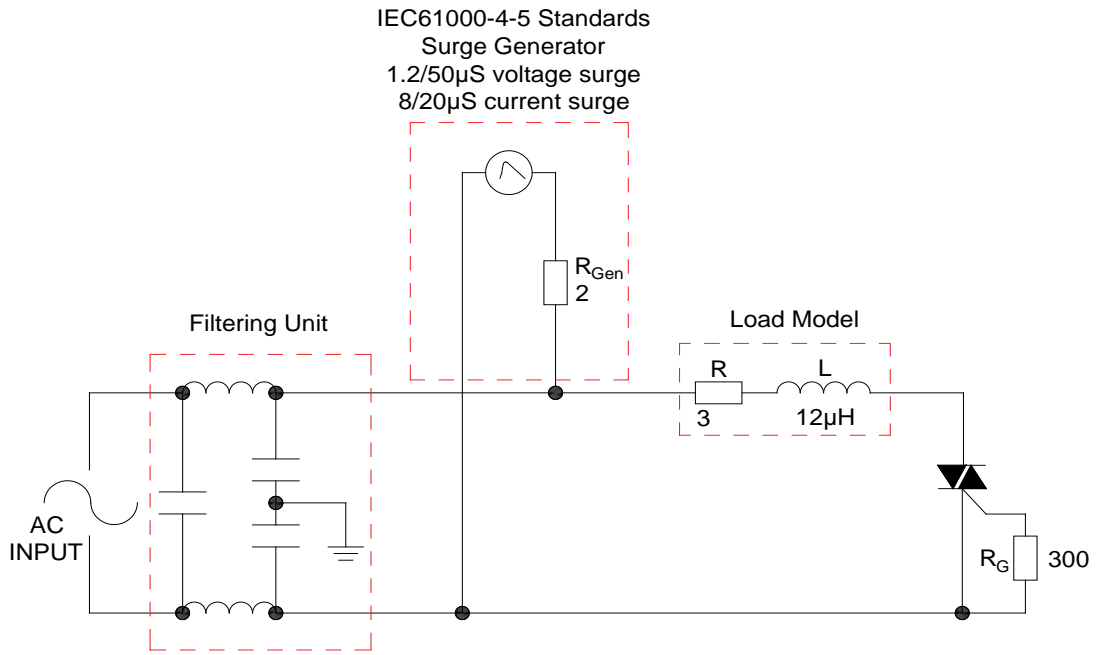 IEC61000-4-5 Standards
Surge Generator
1.2/50µS voltage surge
8/20µS current surge
RGen
2
Filtering Unit
Load Model
R
L
3
12µH
AC
INPUT
RG
300